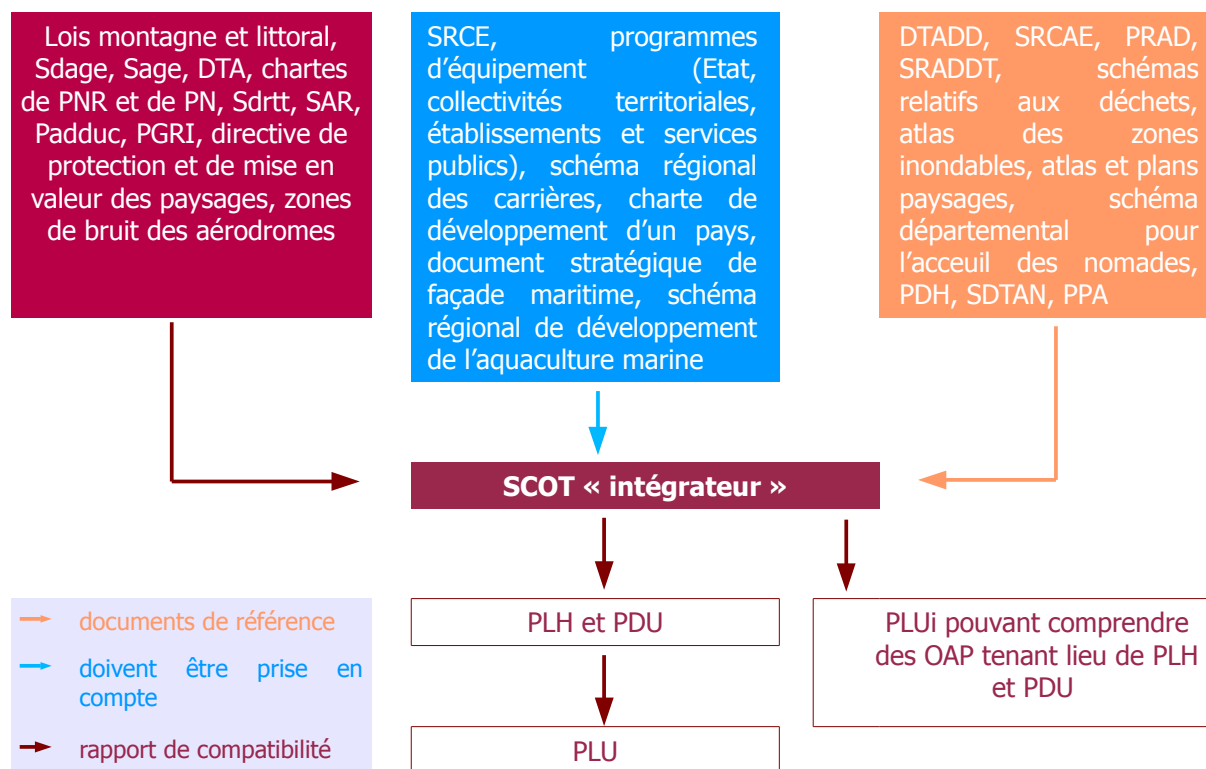 Lois montagne et littoral,
Sdage, Sage, DTA, chartes
de PNR et de PN, Sdrtt, SAR,
Padduc, PGRI, directive de
protection et de mise en
valeur des paysages, zones
de bruit des aérodromes
SRCE, programmes
d’équipement (Etat,
collectivités territoriales,
établissements et services
publics), schéma régional
des carrières, charte de
développement d’un pays,
document stratégique de
façade maritime, schéma
régional de développement
de l’aquaculture marine
DTADD, SRCAE, PRAD,
SRADDT, schémas
relatifs aux déchets,
atlas des zones
inondables, atlas et plans
paysages, schéma
départemental pour
l’acceuil des nomades,
PDH, SDTAN, PPA
SCOT « intégrateur »
documents de référence
doivent être prise en
compte
rapport de compatibilité
PLH et PDU
PLU
PLUi pouvant comprendre
des OAP tenant lieu de PLH
et PDU